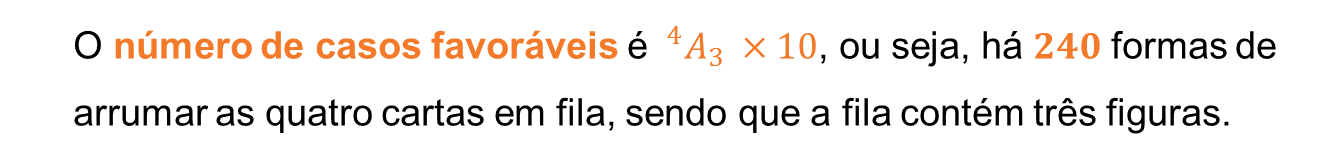 O número de casos favoráveis é ⁴A₃ × 10, ou seja, há 240 formas de
arrumar as quatro cartas em fila, sendo que a fila contém três figuras.